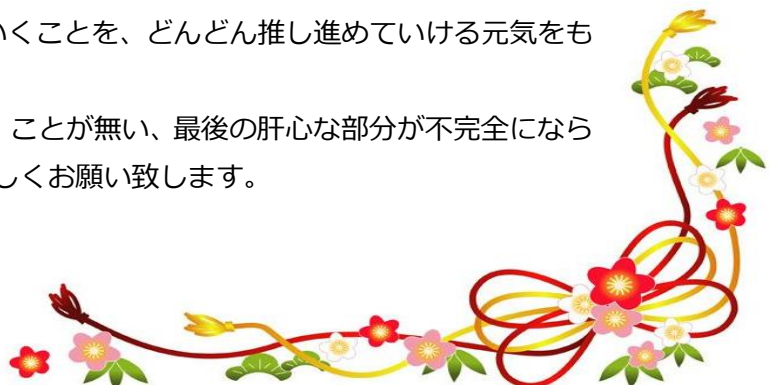 いくことを、どんどん推し進めていける元気をも
ことが無い、最後の肝心な部分が不完全になら
しくお願い致します。